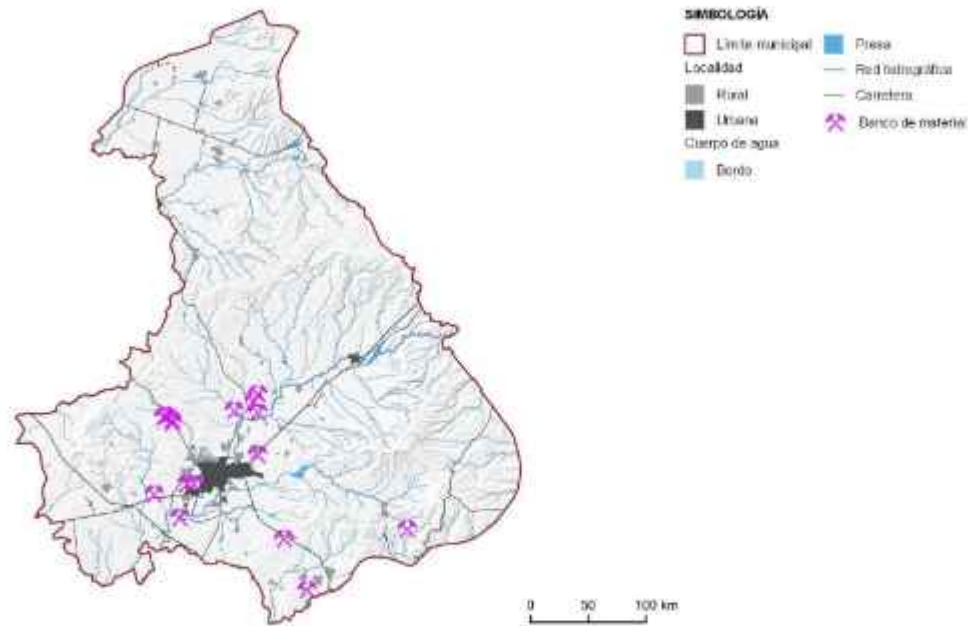 SIMBOLOGÍA
Límite municipal
Localidad
Rural
Urbana
Cuerpo de agua
Bordo
Presa
Red hidrográfica
Carretera
Banco de material
0 50 100 km